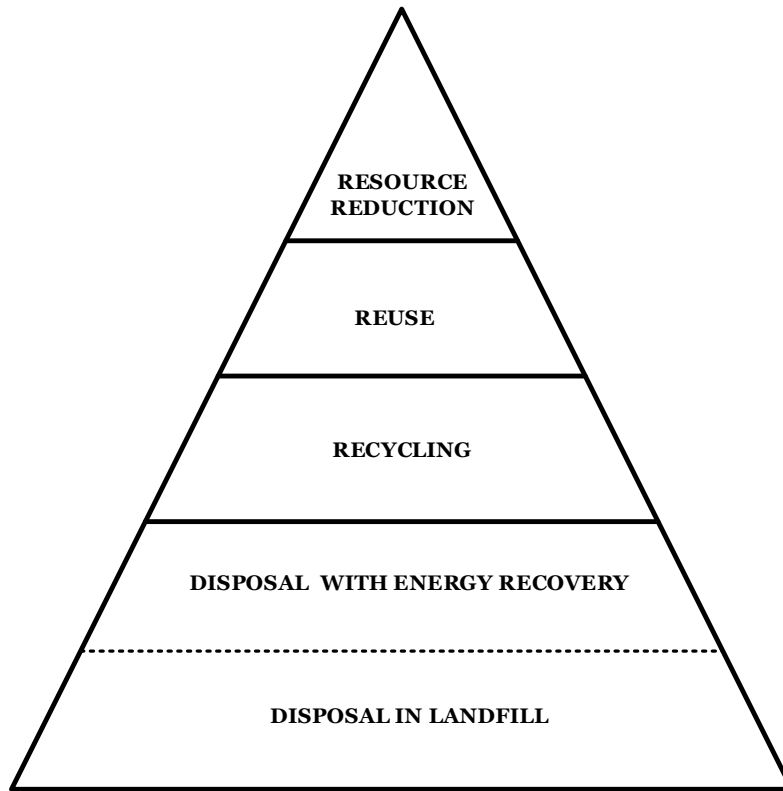 RESOURCE
REDUCTION
REUSE
RECYCLING
DISPOSAL WITH ENERGY RECOVERY
DISPOSAL IN LANDFILL